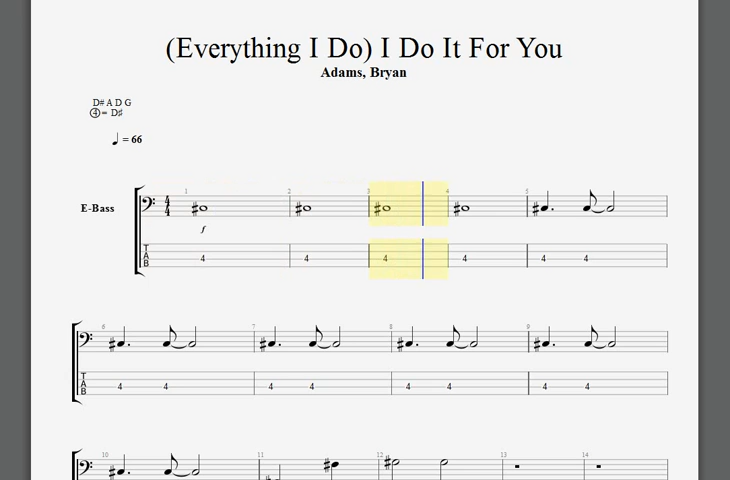 (Everything I Do) I Do It For You
Adams, Bryan
D# A D G
④ = D♯
♩ = 66
1 2 3 4 5
E-Bass
4 4
f
T A B
4 4 4 4 4 4
6 7 8 9
T A B
4 4 4 4 4 4 4 4
10 11 12 13 14